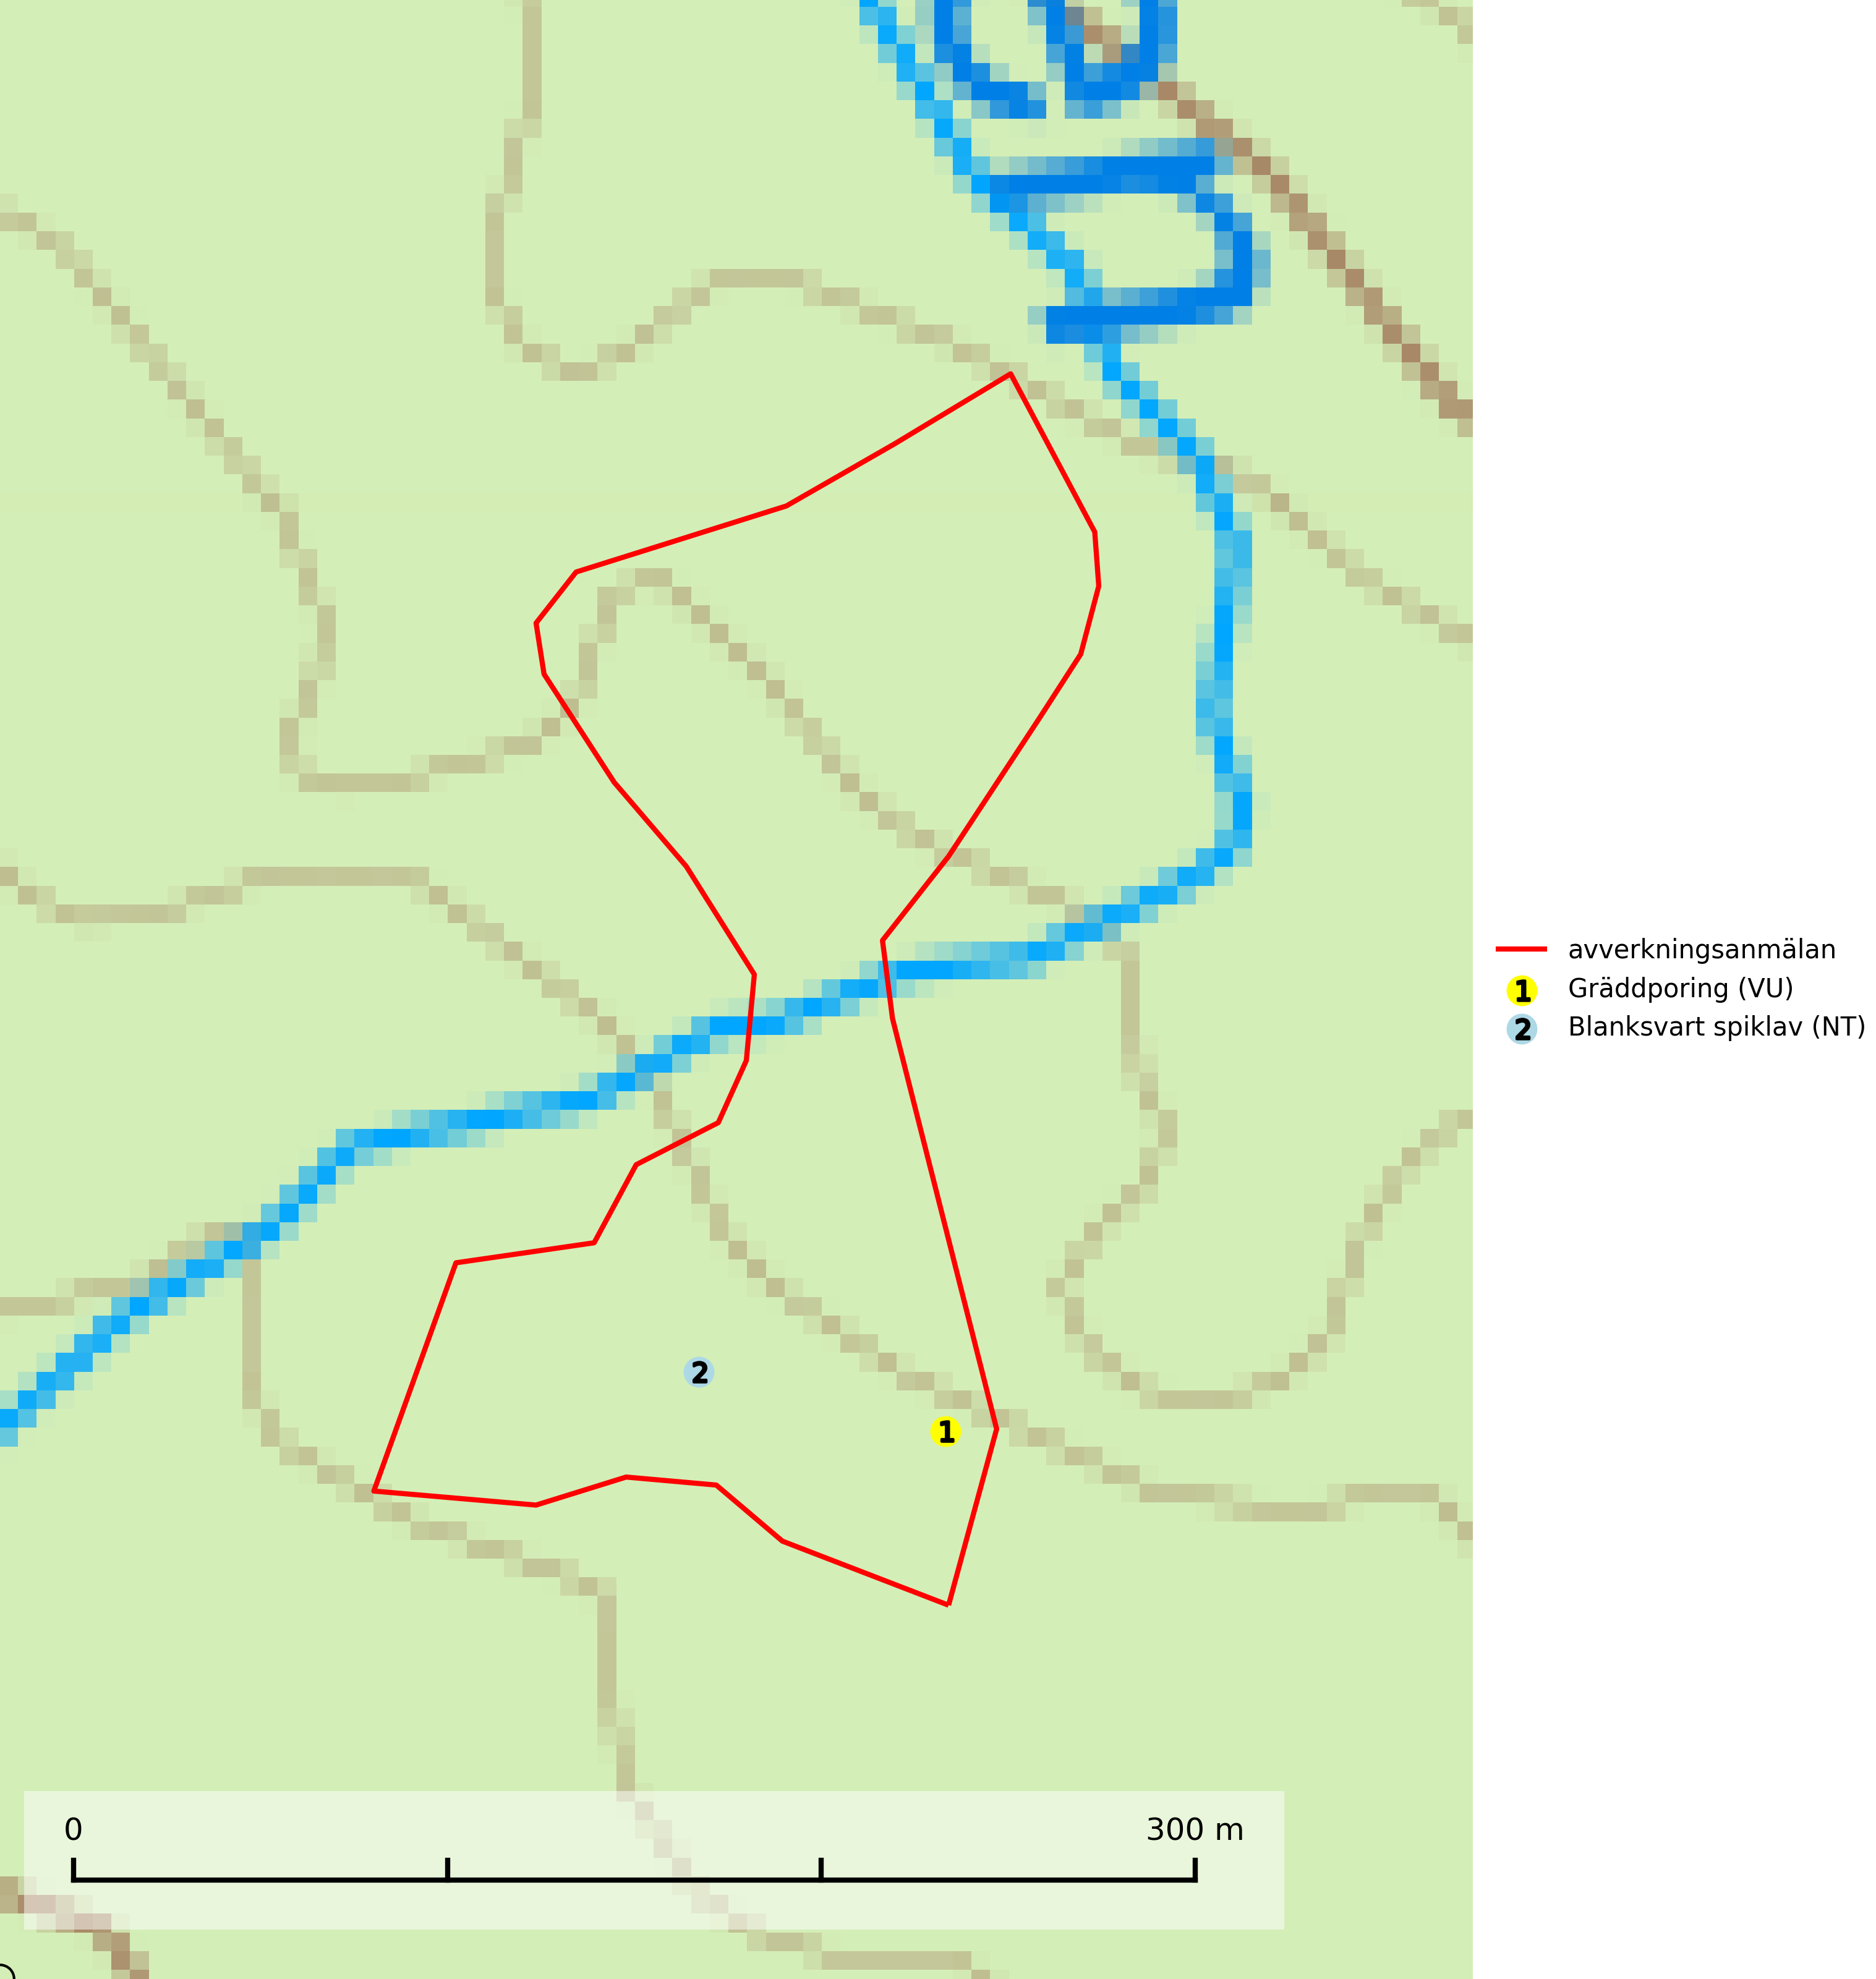 avverkningsanmälan
1 Gräddporing (VU)
2 Blanksvart spiklav (NT)
2
1
0 300 m